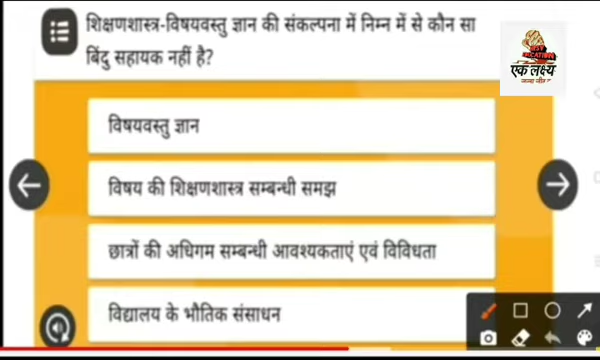 शिक्षणशास्त्र-विषयवस्तु ज्ञान की संकल्पना में निम्न में से कौन सा
बिंदु सहायक नहीं है?
एक लक्ष्य
विषयवस्तु ज्ञान
विषय की शिक्षणशास्त्र सम्बन्धी समझ
छात्रों की अधिगम सम्बन्धी आवश्यकताएं एवं विविधता
विद्यालय के भौतिक संसाधन